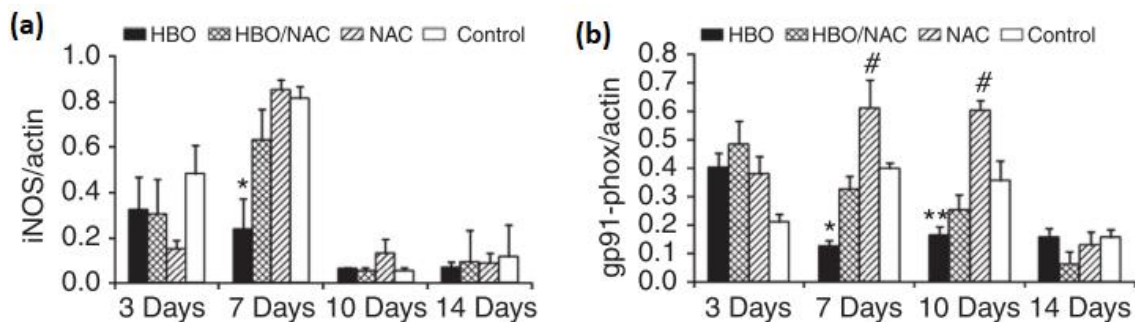 (a)
HBO HBO/NAC NAC Control
iNOS/actin
1.0
0.8
0.6
0.4
0.2
0.0
*
3 Days 7 Days 10 Days 14 Days
(b)
HBO HBO/NAC NAC Control
gp91-phox/actin
0.8
0.7
0.6
0.5
0.4
0.3
0.2
0.1
0
# #
* **
3 Days 7 Days 10 Days 14 Days